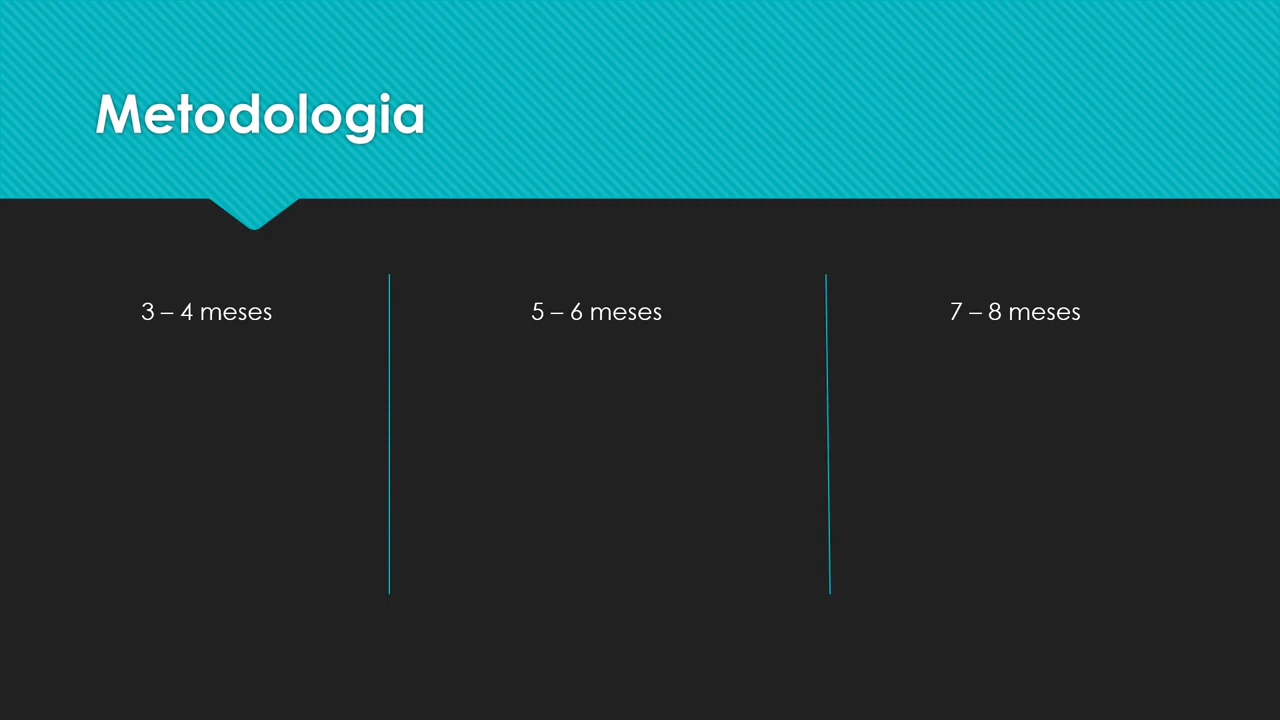 Metodologia
3 – 4 meses
5 – 6 meses
7 – 8 meses